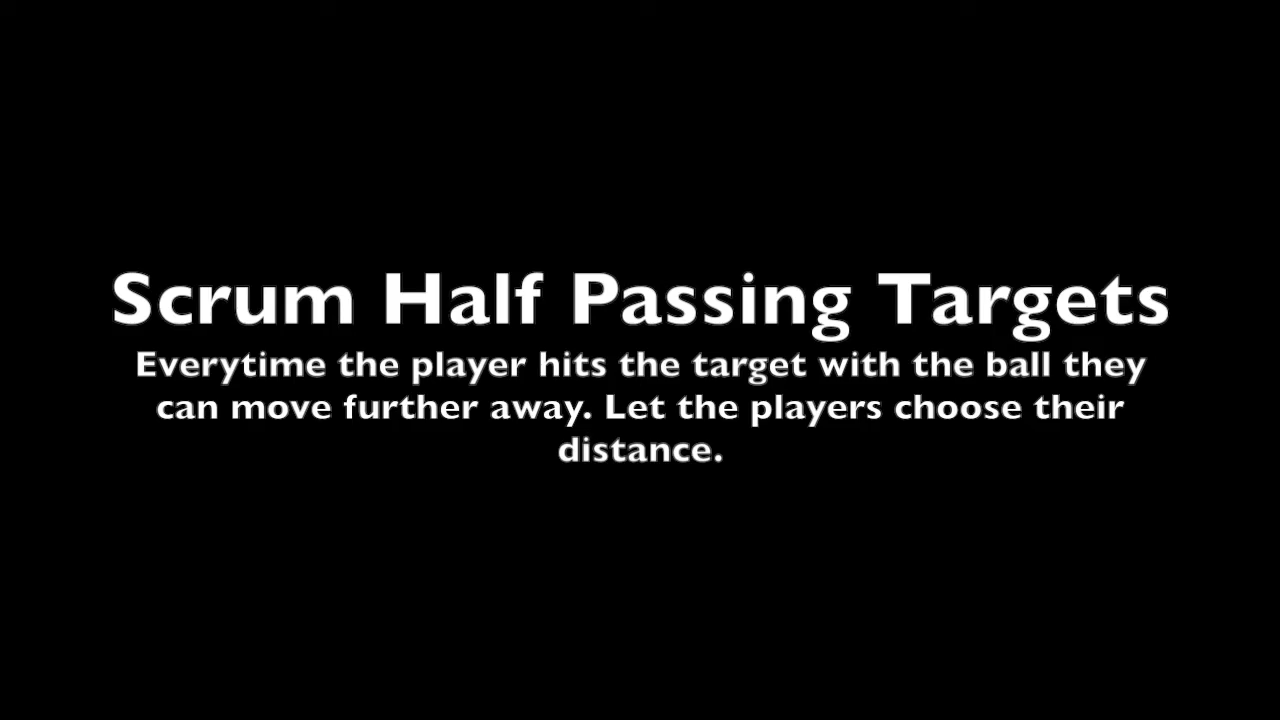 Scrum Half Passing Targets
Everytime the player hits the target with the ball they
can move further away. Let the players choose their
distance.